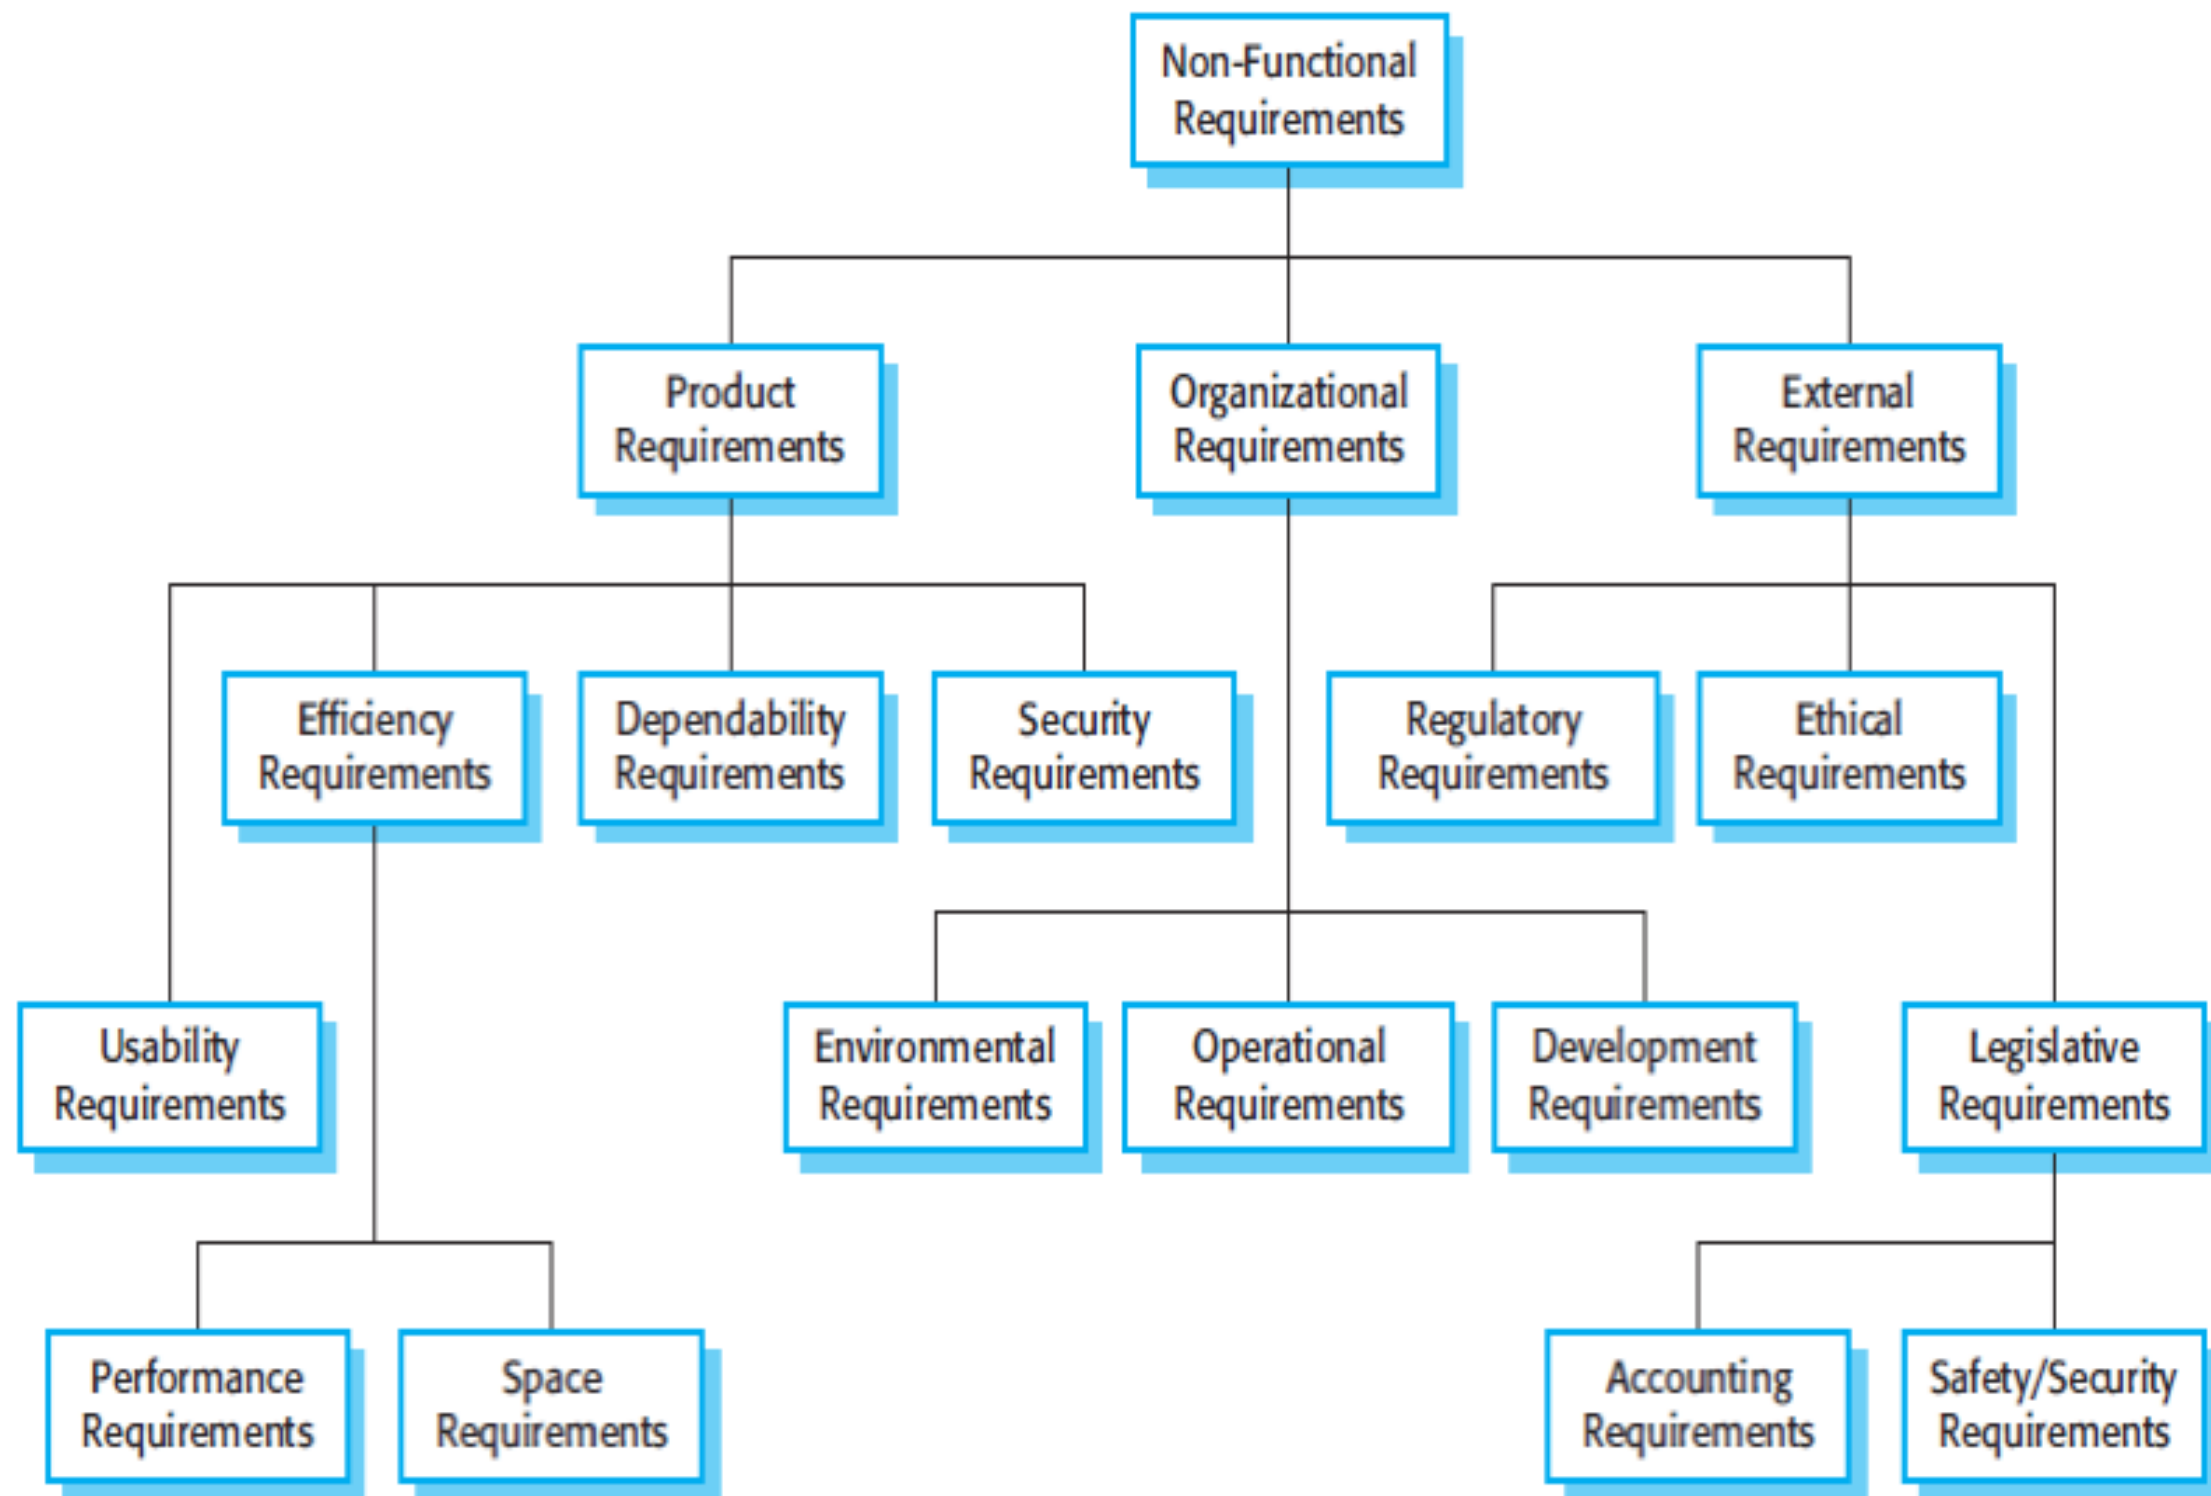 Non-Functional
Requirements
Product
Requirements
Organizational
Requirements
External
Requirements
Efficiency
Requirements
Dependability
Requirements
Security
Requirements
Regulatory
Requirements
Ethical
Requirements
Usability
Requirements
Environmental
Requirements
Operational
Requirements
Development
Requirements
Legislative
Requirements
Performance
Requirements
Space
Requirements
Accounting
Requirements
Safety/Security
Requirements